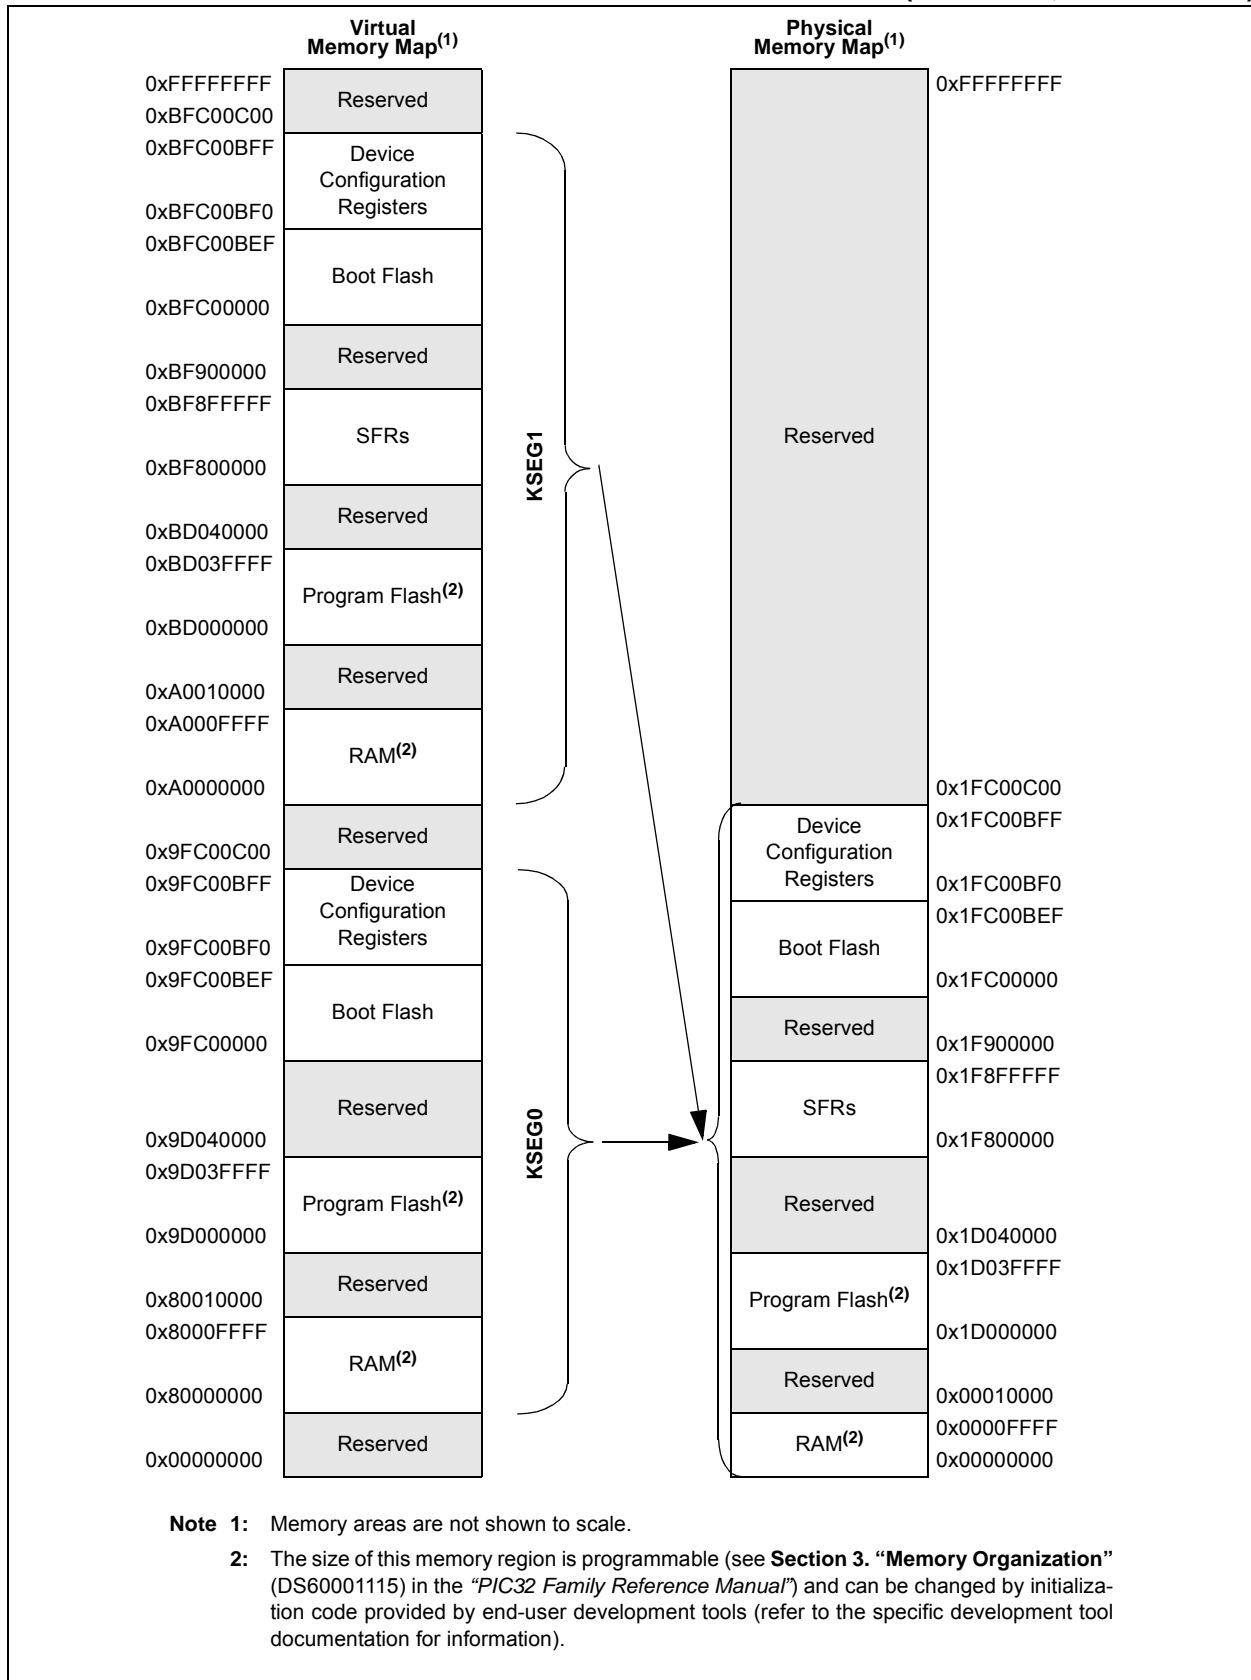 Virtual
Memory Map(1)
0xFFFFFFFF
Reserved
0xBFC00C00
0xBFC00BFF
Device
Configuration
Registers
0xBFC00BF0
0xBFC00BEF
Boot Flash
0xBFC00000
Reserved
0xBF900000
0xBF8FFFFF
SFRs
0xBF800000
Reserved
0xBD040000
0xBD03FFFF
Program Flash(2)
0xBD000000
Reserved
0xA0010000
0xA000FFFF
RAM(2)
0xA0000000
Reserved
0x9FC00C00
0x9FC00BFF
Device
Configuration
Registers
0x9FC00BF0
0x9FC00BEF
Boot Flash
0x9FC00000
Reserved
0x9D040000
0x9D03FFFF
Program Flash(2)
0x9D000000
Reserved
0x80010000
0x8000FFFF
RAM(2)
0x80000000
Reserved
0x00000000
KSEG1
KSEG0
Physical
Memory Map(1)
0xFFFFFFFF
Reserved
0x1FC00C00
0x1FC00BFF
Device
Configuration
Registers
0x1FC00BF0
0x1FC00BEF
Boot Flash
0x1FC00000
Reserved
0x1F900000
0x1F8FFFFF
SFRs
0x1F800000
Reserved
0x1D040000
0x1D03FFFF
Program Flash(2)
0x1D000000
Reserved
0x00010000
0x0000FFFF
RAM(2)
0x00000000
Note 1: Memory areas are not shown to scale.
2: The size of this memory region is programmable (see Section 3. “Memory Organization”
(DS60001115) in the “PIC32 Family Reference Manual”) and can be changed by initializa-
tion code provided by end-user development tools (refer to the specific development tool
documentation for information).